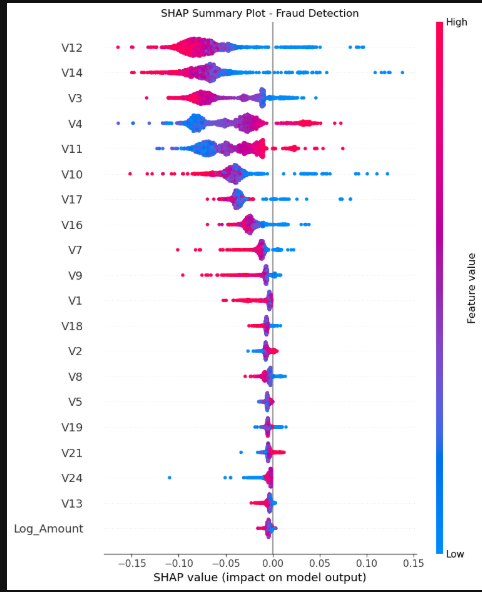 SHAP Summary Plot - Fraud Detection
High
V12
V14
V3
V4
V11
V10
V17
V16
V7
V9
V1
V18
V2
V8
V5
V19
V21
V24
V13
Log_Amount
Feature value
Low
−0.15 −0.10 −0.05 0.00 0.05 0.10 0.15
SHAP value (impact on model output)